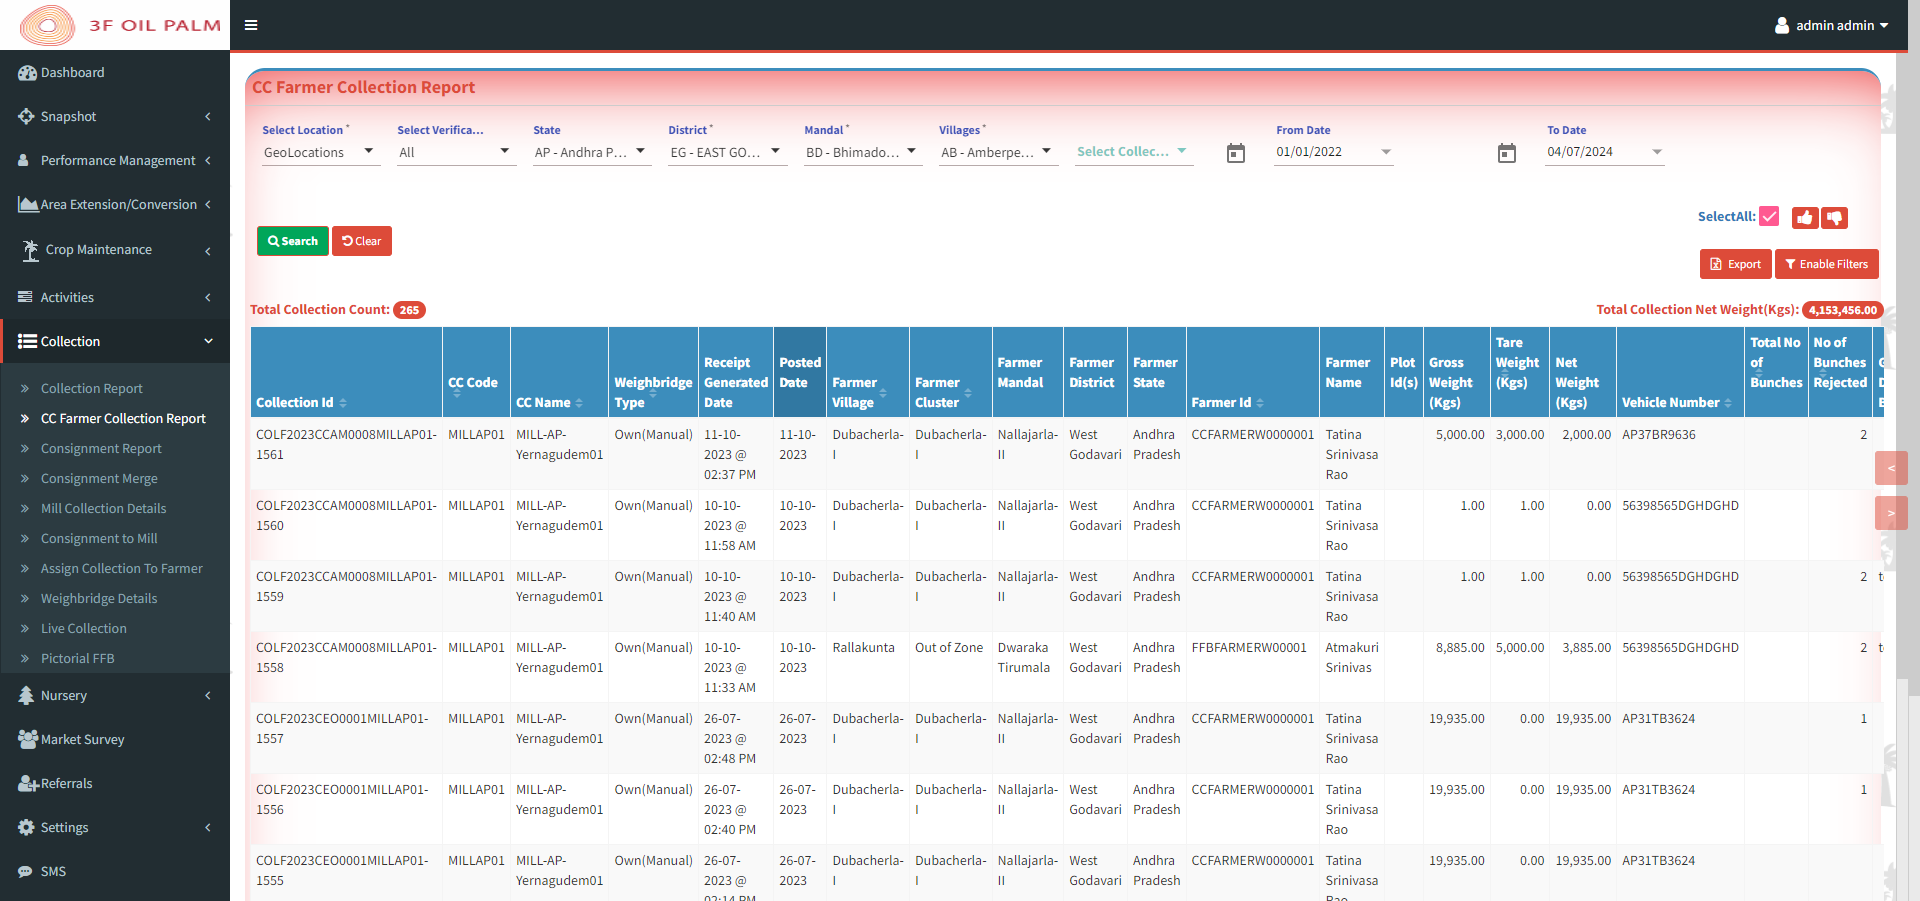 3F OIL PALM
admin admin
Dashboard
Snapshot
Performance Management
Area Extension/Conversion
Crop Maintenance
Activities
Collection
Collection Report
CC Farmer Collection Report
Consignment Report
Consignment Merge
Mill Collection Details
Consignment to Mill
Assign Collection To Farmer
Weighbridge Details
Live Collection
Pictorial FFB
Nursery
Market Survey
Referrals
Settings
SMS
CC Farmer Collection Report
Select Location * Select Verifica... State District * Mandal * Villages * From Date To Date
GeoLocations All AP - Andhra P... EG - EAST GO... BD - Bhimado... AB - Amberpe... Select Collec... 01/01/2022 04/07/2024
SelectAll:
Search Clear
Export Enable Filters
Total Collection Count: 265 Total Collection Net Weight(Kgs): 4,153,456.00
Collection Id CC Code CC Name Weighbridge Type Receipt Generated Date Posted Date Farmer Village Farmer Cluster Farmer Mandal Farmer District Farmer State Farmer Id Farmer Name Plot Id(s) Gross Weight (Kgs) Tare Weight (Kgs) Net Weight (Kgs) Vehicle Number Total No of Bunches No of Bunches Rejected
COLF2023CCAM0008MILLAP01- MILLAP01 MILL-AP- Own(Manual) 11-10- 11-10- Dubacherla- Dubacherla- Nallajarla- West Andhra CCFARMERW0000001 Tatina 5,000.00 3,000.00 2,000.00 AP37BR9636 2
1561 Yernagudem01 2023 @ 2023 I I II Godavari Pradesh Srinivasa
02:37 PM Rao
COLF2023CCAM0008MILLAP01- MILLAP01 MILL-AP- Own(Manual) 10-10- 10-10- Dubacherla- Dubacherla- Nallajarla- West Andhra CCFARMERW0000001 Tatina 1.00 1.00 0.00 56398565DGHDGHD
1560 Yernagudem01 2023 @ 2023 I I II Godavari Pradesh Srinivasa
11:58 AM Rao
COLF2023CCAM0008MILLAP01- MILLAP01 MILL-AP- Own(Manual) 10-10- 10-10- Dubacherla- Dubacherla- Nallajarla- West Andhra CCFARMERW0000001 Tatina 1.00 1.00 0.00 56398565DGHDGHD 2
1559 Yernagudem01 2023 @ 2023 I I II Godavari Pradesh Srinivasa
11:40 AM Rao
COLF2023CCAM0008MILLAP01- MILLAP01 MILL-AP- Own(Manual) 10-10- 10-10- Rallakunta Out of Zone Dwaraka West Andhra FFBFARMERW00001 Atmakuri 8,885.00 5,000.00 3,885.00 56398565DGHDGHD 2
1558 Yernagudem01 2023 @ 2023 Tirumala Godavari Pradesh Srinivas
11:33 AM
COLF2023CEO0001MILLAP01- MILLAP01 MILL-AP- Own(Manual) 26-07- 26-07- Dubacherla- Dubacherla- Nallajarla- West Andhra CCFARMERW0000001 Tatina 19,935.00 0.00 19,935.00 AP31TB3624 1
1557 Yernagudem01 2023 @ 2023 I I II Godavari Pradesh Srinivasa
02:48 PM Rao
COLF2023CEO0001MILLAP01- MILLAP01 MILL-AP- Own(Manual) 26-07- 26-07- Dubacherla- Dubacherla- Nallajarla- West Andhra CCFARMERW0000001 Tatina 19,935.00 0.00 19,935.00 AP31TB3624 1
1556 Yernagudem01 2023 @ 2023 I I II Godavari Pradesh Srinivasa
02:40 PM Rao
COLF2023CEO0001MILLAP01- MILLAP01 MILL-AP- Own(Manual) 26-07- 26-07- Dubacherla- Dubacherla- Nallajarla- West Andhra CCFARMERW0000001 Tatina 19,935.00 0.00 19,935.00 AP31TB3624
1555 Yernagudem01 2023 @ 2023 I I II Godavari Pradesh Srinivasa
02:14 PM Rao